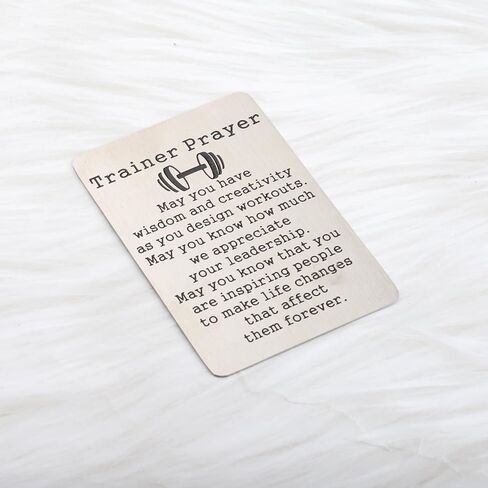 Trainer Prayer
May you have
wisdom and creativity
as you design workouts.
May you know how much
we appreciate
your leadership.
May you know that you
are inspiring people
to make life changes
that affect
them forever.